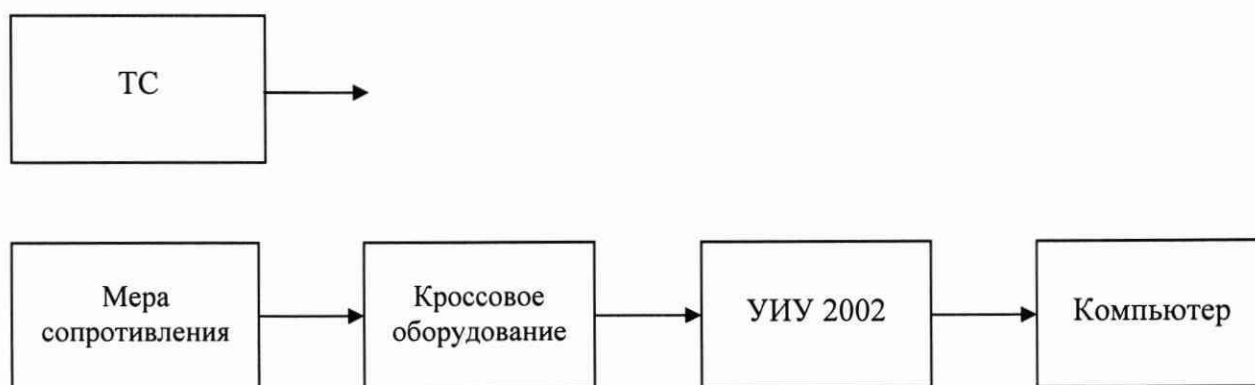 ТС
Мера
сопротивления
Кроссовое
оборудование
УИУ 2002
Компьютер